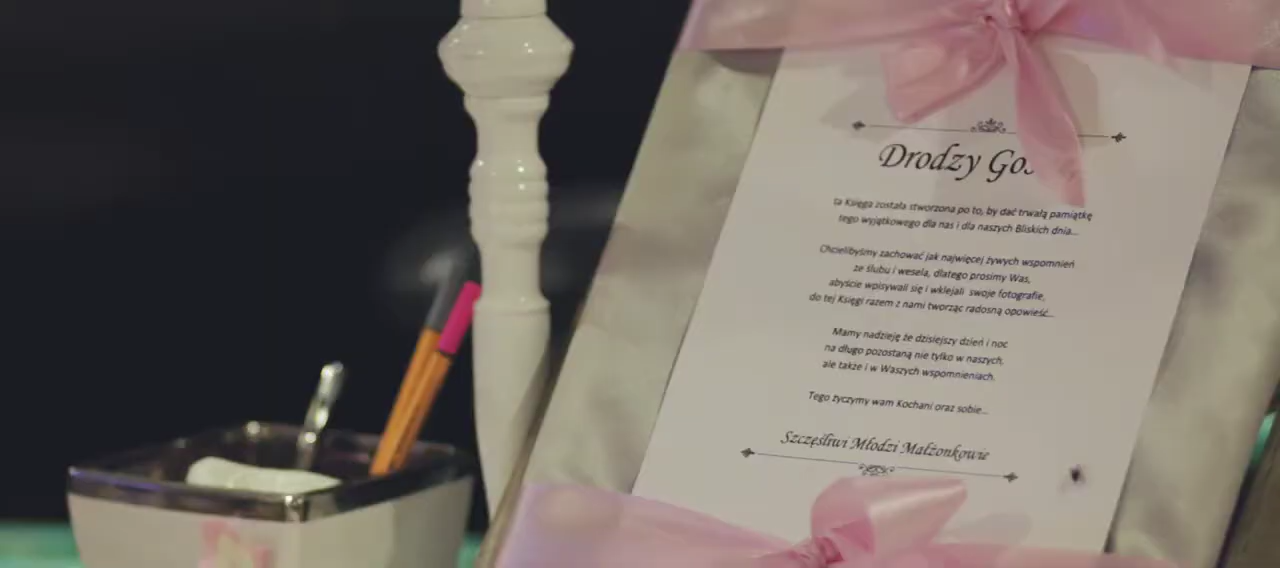 Drodzy
ta Księga została stworzona po to, by dać trwałą pamiątkę
tego wyjątkowego dla nas i dla naszych Bliskich dnia...
Chcielibyśmy zachować jak najwięcej żywych wspomnień
ze ślubu i wesela, dlatego prosimy Was,
abyście wpisywali się i wklejali swoje fotografie,
do tej Księgi razem z nami tworząc radosną opowieść...
Mamy nadzieję że dzisiejszy dzień i noc
na długo pozostaną nie tylko w naszych,
ale także i w Waszych wspomnieniach.
Tego życzymy wam Kochani oraz sobie...
Szczęśliwi Młodzi Małżonkowie